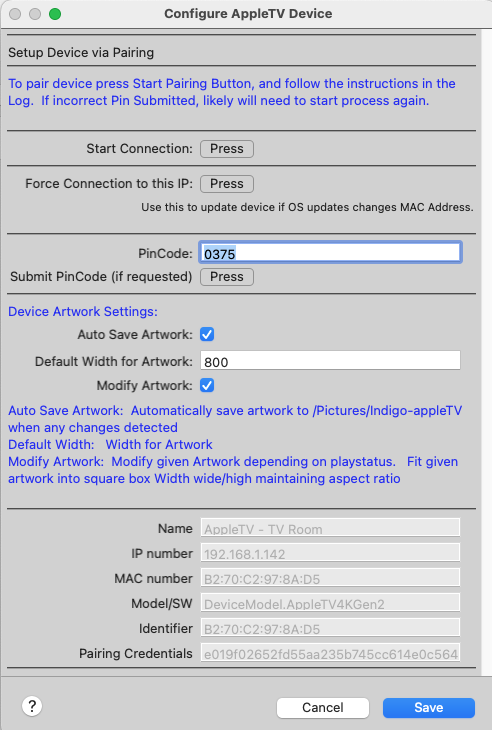 Configure AppleTV Device
Setup Device via Pairing
To pair device press Start Pairing Button, and follow the instructions in the
Log.  If incorrect Pin Submitted, likely will need to start process again.
Start Connection: Press
Force Connection to this IP: Press
Use this to update device if OS updates changes MAC Address.
PinCode: 0375
Submit PinCode (if requested) Press
Device Artwork Settings:
Auto Save Artwork:
Default Width for Artwork: 800
Modify Artwork:
Auto Save Artwork:  Automatically save artwork to /Pictures/Indigo-appleTV
when any changes detected
Default Width:   Width for Artwork
Modify Artwork:  Modify given Artwork depending on playstatus.   Fit given
artwork into square box Width wide/high maintaining aspect ratio
Name AppleTV - TV Room
IP number 192.168.1.142
MAC number B2:70:C2:97:8A:D5
Model/SW DeviceModel.AppleTV4KGen2
Identifier B2:70:C2:97:8A:D5
Pairing Credentials e019f02652fd55aa235b745cc614e0c564
? Cancel Save